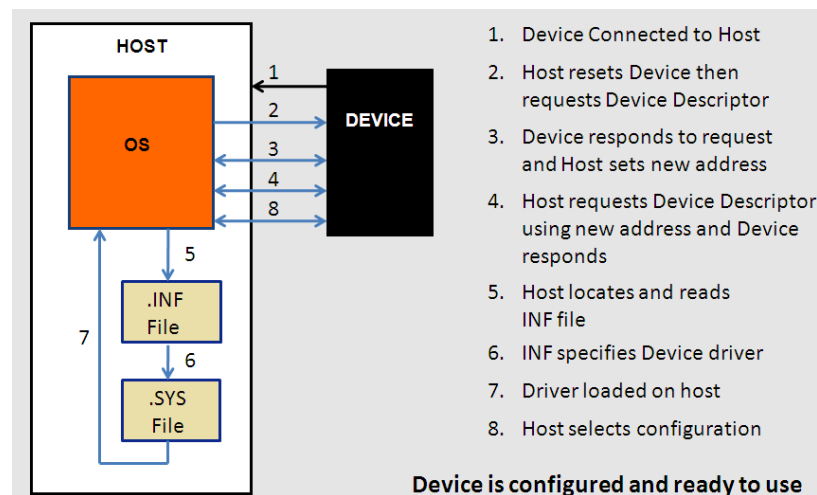 HOST
OS
DEVICE
1
2
3
4
8
5
.INF
File
6
7
.SYS
File
1. Device Connected to Host
2. Host resets Device then
requests Device Descriptor
3. Device responds to request
and Host sets new address
4. Host requests Device Descriptor
using new address and Device
responds
5. Host locates and reads
INF file
6. INF specifies Device driver
7. Driver loaded on host
8. Host selects configuration
Device is configured and ready to use